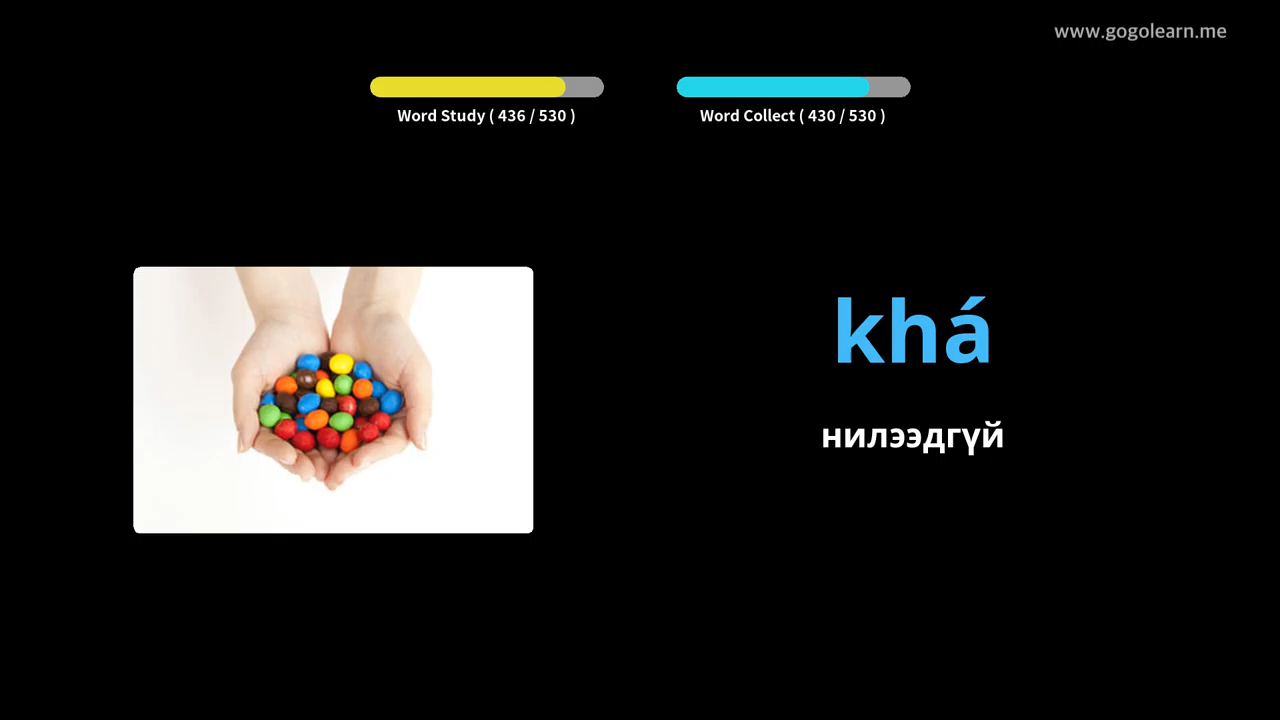 www.gogolearn.me
Word Study ( 436 / 530 )
Word Collect ( 430 / 530 )
khá
нилээдгүй